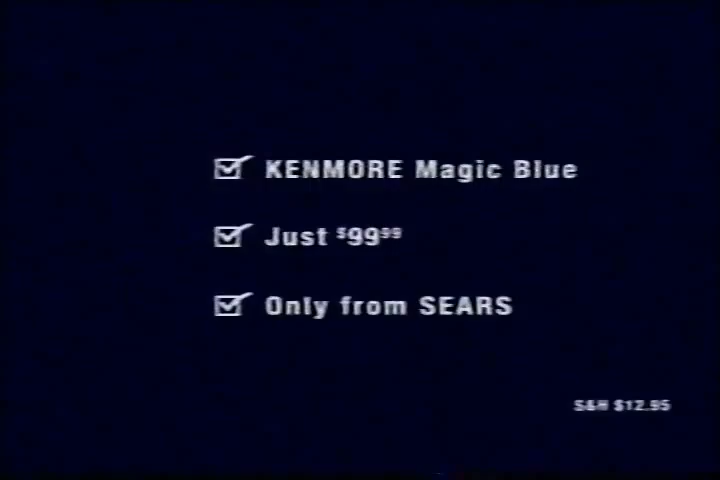 KENMORE Magic Blue
Just $9999
Only from SEARS
S&H $12.95